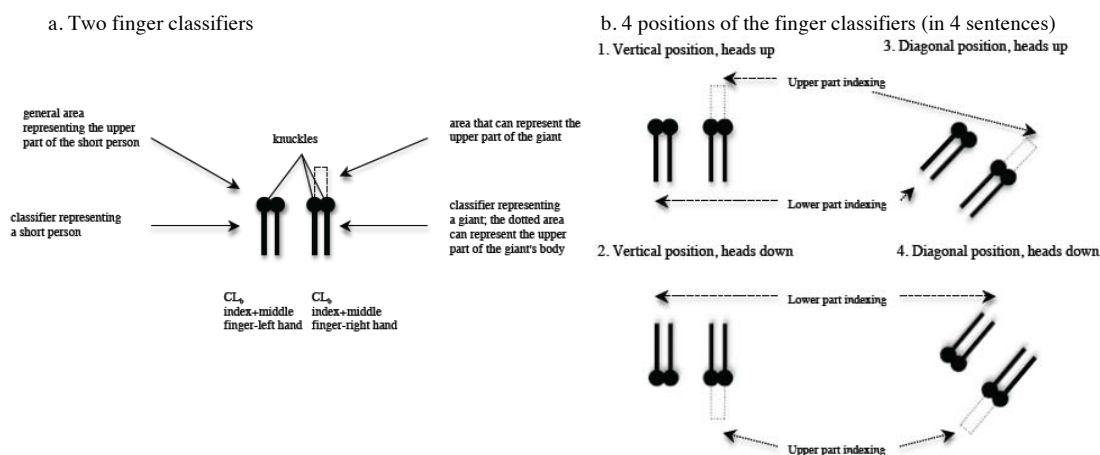 a. Two finger classifiers
general area
representing the upper
part of the short person
knuckles
area that can represent the
upper part of the giant
classifier representing
a short person
classifier representing
a giant; the dotted area
can represent the upper
part of the giant's body
CLb
index+middle
finger-left hand
CLb
index+middle
finger-right hand
b. 4 positions of the finger classifiers (in 4 sentences)
1. Vertical position, heads up
3. Diagonal position, heads up
Upper part indexing
Lower part indexing
2. Vertical position, heads down
4. Diagonal position, heads down
Lower part indexing
Upper part indexing